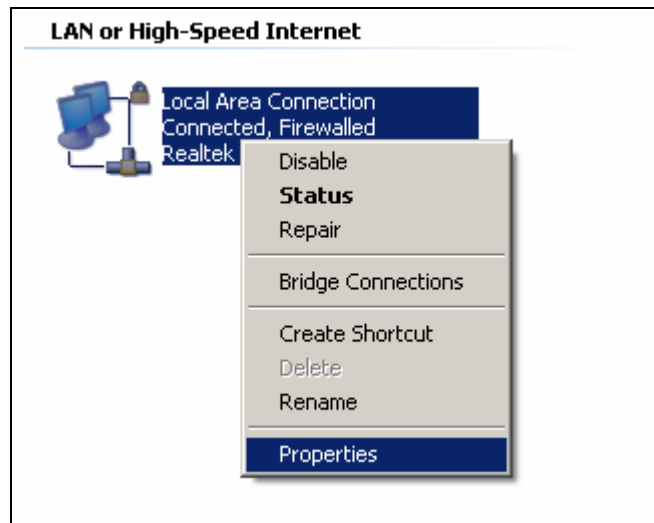 LAN or High-Speed Internet
Local Area Connection
Connected, Firewalled
Realtek
Disable
Status
Repair
Bridge Connections
Create Shortcut
Delete
Rename
Properties